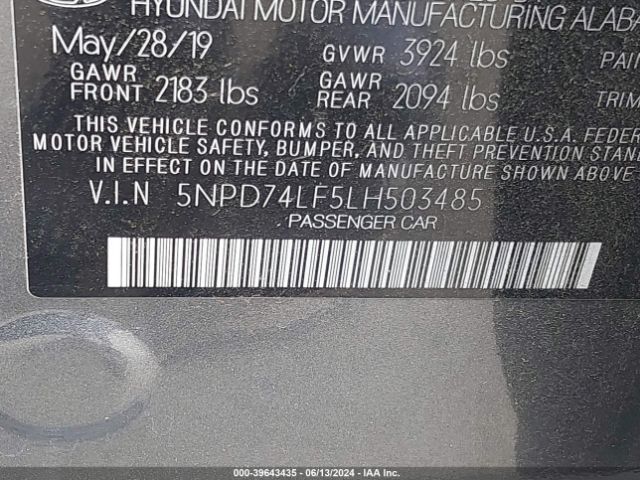 HYUNDAI MOTOR MANUFACTURING
May/28/19 GVWR 3924 lbs
GAWR FRONT 2183 lbs GAWR REAR 2094 lbs TRIM
THIS VEHICLE CONFORMS TO ALL APPLICABLE U.S.A. FEDER
MOTOR VEHICLE SAFETY, BUMPER, AND THEFT PREVENTION STAN
IN EFFECT ON THE DATE OF MANUFACTURE SHOWN ABOVE
V.I.N 5NPD74LF5LH503485
PASSENGER CAR
000-39643435 - 06/13/2024 - IAA Inc.